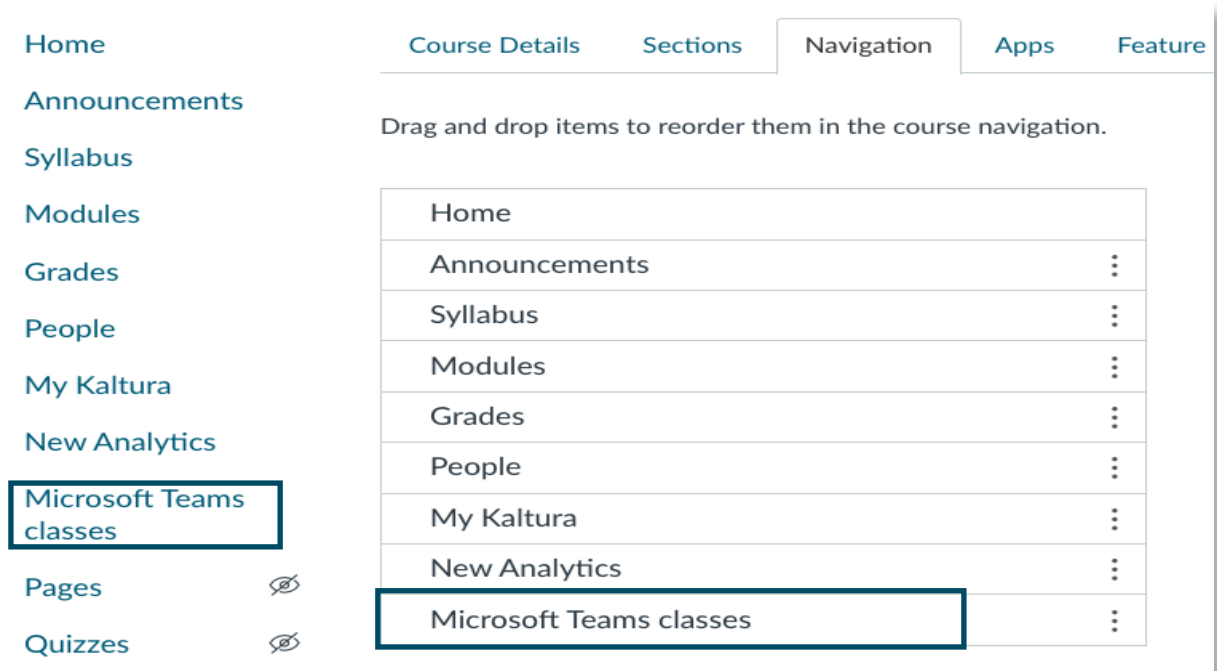 Home
Announcements
Syllabus
Modules
Grades
People
My Kaltura
New Analytics
Microsoft Teams
classes
Pages
Quizzes
Course Details Sections Navigation Apps Feature
Drag and drop items to reorder them in the course navigation.
Home
Announcements
Syllabus
Modules
Grades
People
My Kaltura
New Analytics
Microsoft Teams classes